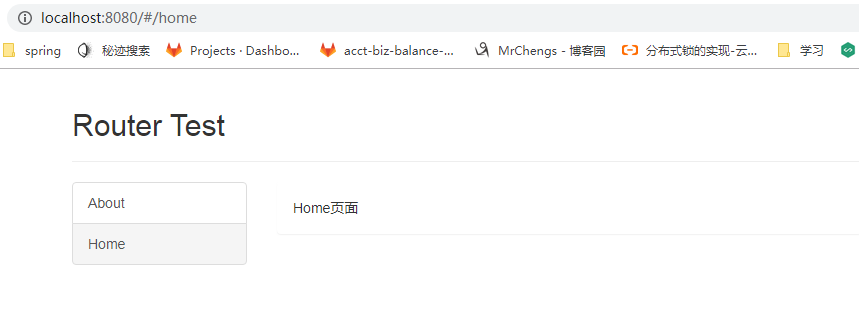 localhost:8080/#/home
spring 秘迹搜索 Projects · Dashbo... acct-biz-balance-... MrChengs - 博客园 分布式锁的实现-云... 学习
Router Test
About
Home页面
Home